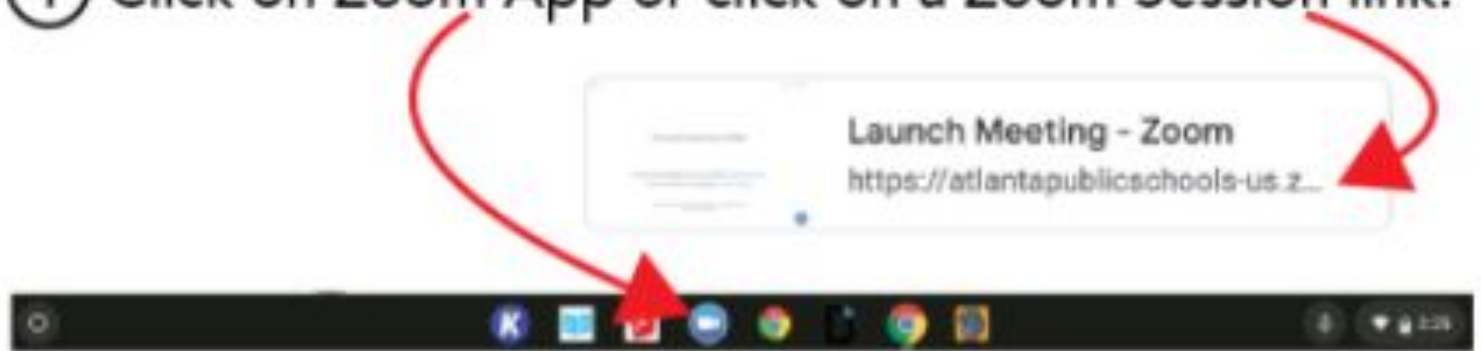 Click on Zoom App or click on a Zoom Session link.
Launch Meeting - Zoom
https://atlantapublicschools-us.z...
K